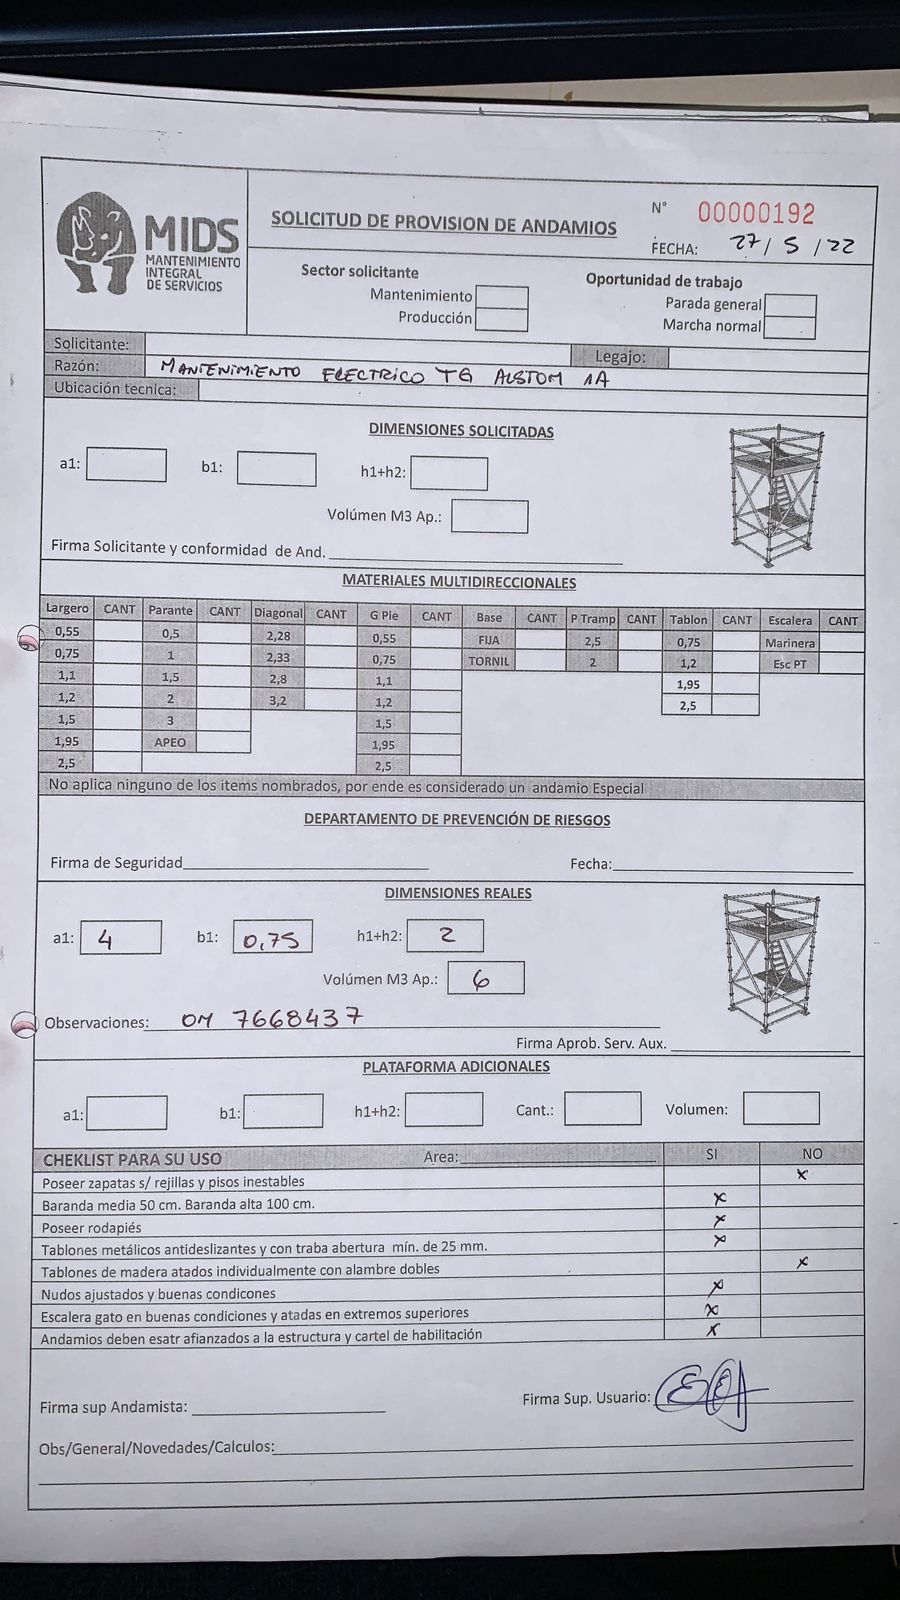 MIDS
MANTENIMIENTO
INTEGRAL
DE SERVICIOS
SOLICITUD DE PROVISION DE ANDAMIOS
N° 00000192
FECHA: 27/5/22
Sector solicitante
Mantenimiento
Producción
Oportunidad de trabajo
Parada general
Marcha normal
Solicitante: Legajo:
Razón: MANTENIMIENTO ELECTRICO TG ALSTOM 1A
Ubicación tecnica:
DIMENSIONES SOLICITADAS
a1: b1: h1+h2:
Volúmen M3 Ap.:
Firma Solicitante y conformidad de And.
MATERIALES MULTIDIRECCIONALES
Largero CANT Parante CANT Diagonal CANT G Pie CANT Base CANT P Tramp CANT Tablon CANT Escalera CANT
0,55 0,5 2,28 0,55 FIJA 2,5 0,75 Marinera
0,75 1 2,33 0,75 TORNIL 2 1,2 Esc PT
1,1 1,5 2,8 1,1 1,95
1,2 2 3,2 1,2 2,5
1,5 3 1,5
1,95 APEO 1,95
2,5 2,5
No aplica ninguno de los items nombrados, por ende es considerado un andamio Especial
DEPARTAMENTO DE PREVENCIÓN DE RIESGOS
Firma de Seguridad Fecha:
DIMENSIONES REALES
a1: 4 b1: 0,75 h1+h2: 2
Volúmen M3 Ap.: 6
Observaciones: OM 7668437
Firma Aprob. Serv. Aux.
PLATAFORMA ADICIONALES
a1: b1: h1+h2: Cant.: Volumen:
CHEKLIST PARA SU USO Area: SI NO
Poseer zapatas s/ rejillas y pisos inestables x
Baranda media 50 cm. Baranda alta 100 cm. x
Poseer rodapiés x
Tablones metálicos antideslizantes y con traba abertura mín. de 25 mm. x
Tablones de madera atados individualmente con alambre dobles x
Nudos ajustados y buenas condicones x
Escalera gato en buenas condiciones y atadas en extremos superiores x
Andamios deben esatr afianzados a la estructura y cartel de habilitación x
Firma sup Andamista: Firma Sup. Usuario:
Obs/General/Novedades/Calculos: